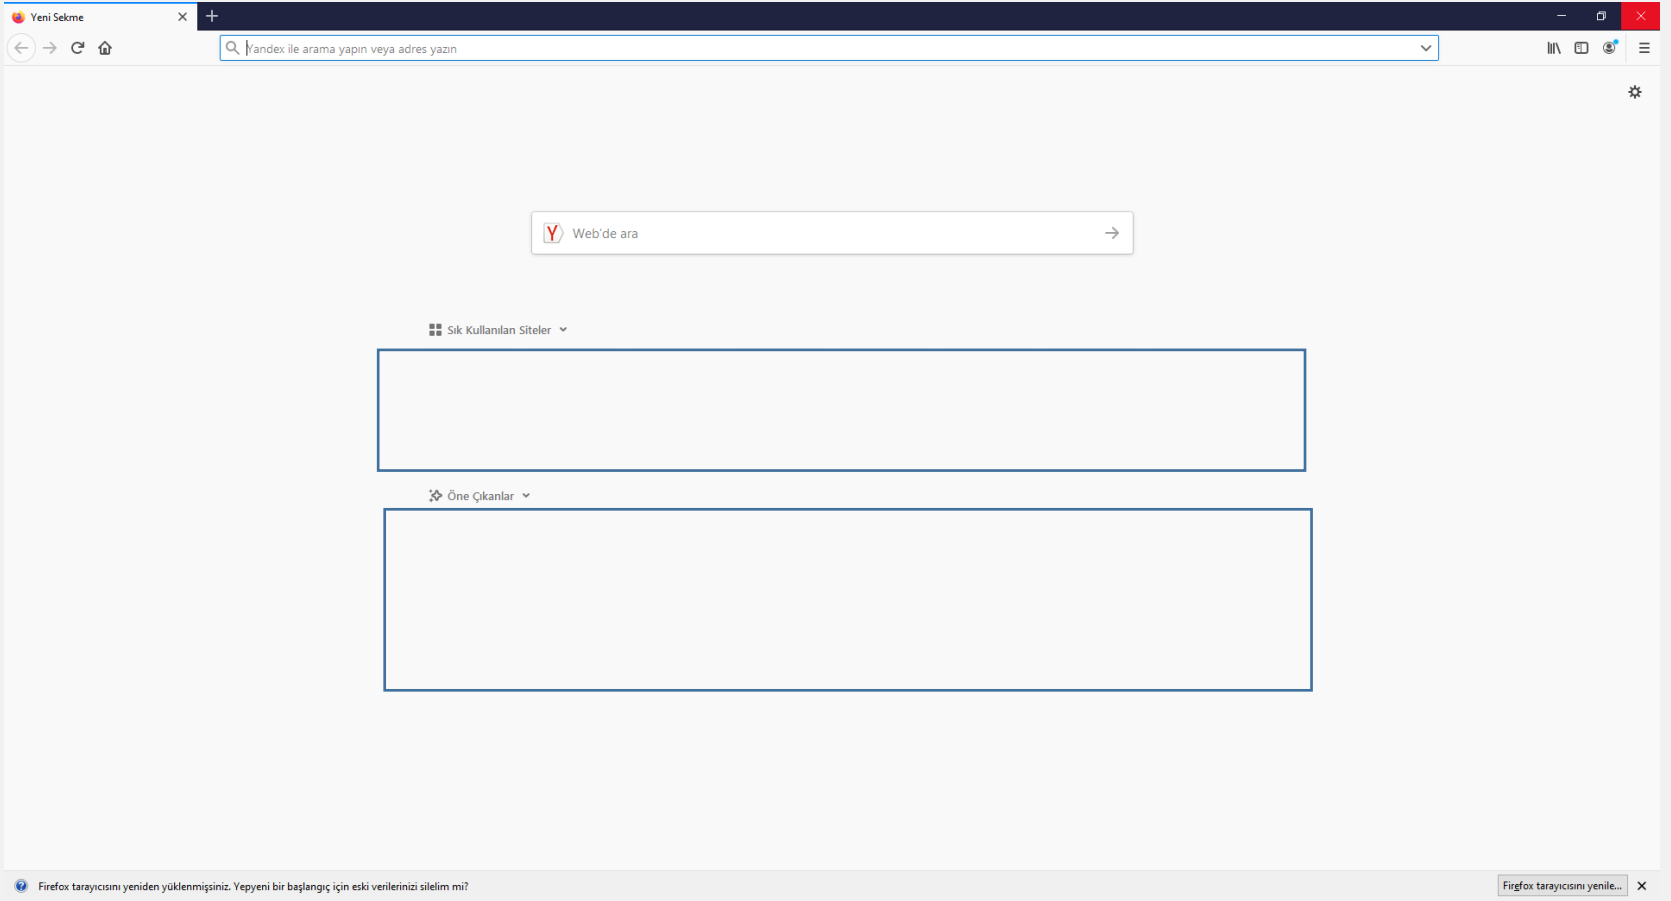 Yeni Sekme
Yandex ile arama yapın veya adres yazın
Y Web'de ara
Sık Kullanılan Siteler
Öne Çıkanlar
Firefox tarayıcısını yeniden yüklenmişsiniz. Yepyeni bir başlangıç için eski verilerinizi silelim mi?
Firefox tarayıcısını yenile...